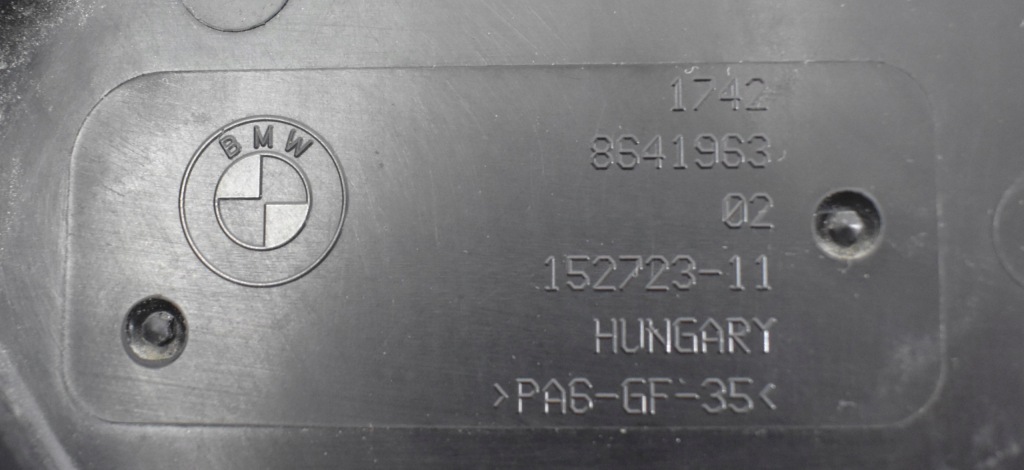 BMW
1742
8641963
02
152723-11
HUNGARY
>PA6-GF-35<